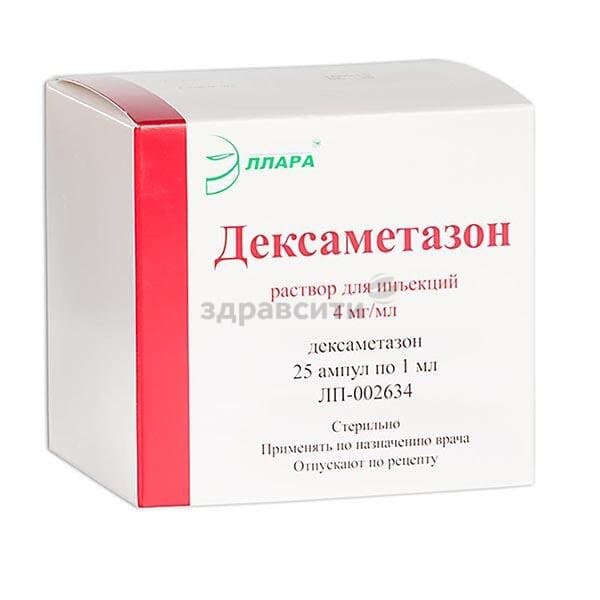 ЭЛЛАРА
Дексаметазон
раствор для инъекций
здравсити
4 мг/мл
дексаметазон
25 ампул по 1 мл
ЛП-002634
Стерильно
Применять по назначению врача
Отпускают по рецепту